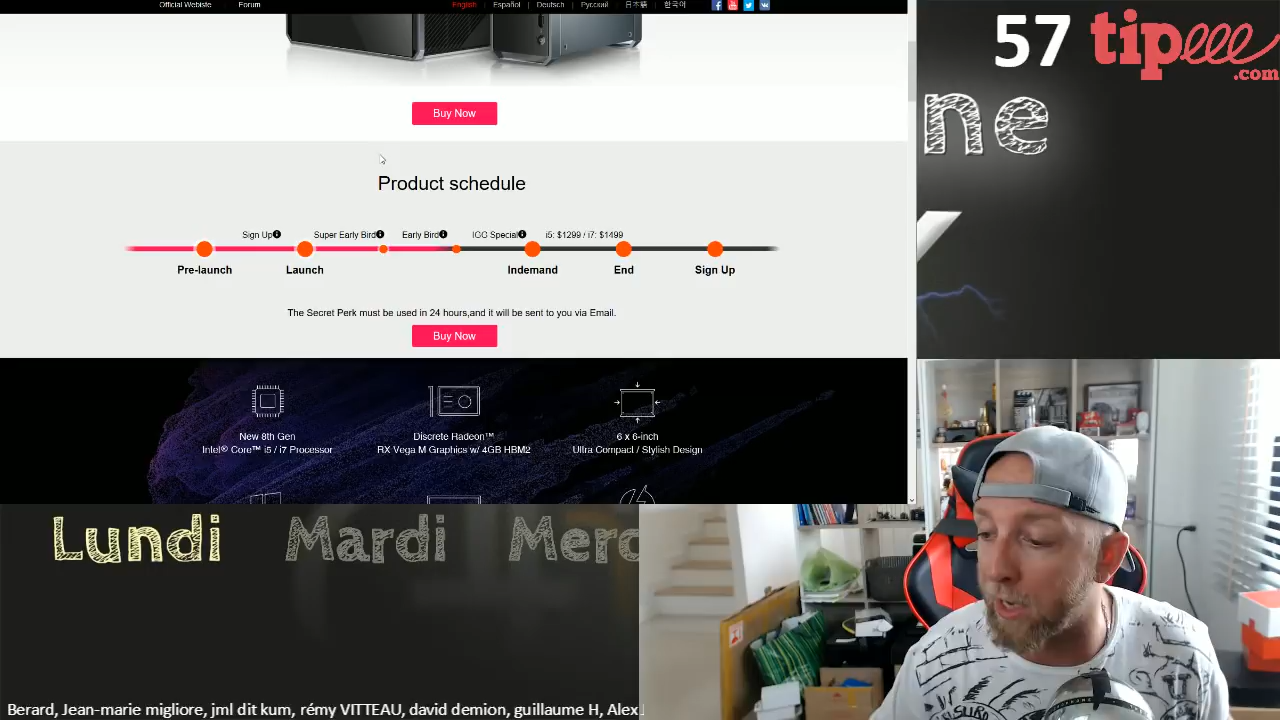 Official Webiste Forum English | Español | Deutsch | Русский | 日本語 | 한국어
57 tipeee
.com
ne
Buy Now
Product schedule
Sign Up Super Early Bird Early Bird IGG Special i5: $1299 / i7: $1499
Pre-launch Launch Indemand End Sign Up
The Secret Perk must be used in 24 hours,and it will be sent to you via Email.
Buy Now
New 8th Gen
Intel® Core™ i5 / i7 Processor
Discrete Radeon™
RX Vega M Graphics w/ 4GB HBM2
6 x 6-inch
Ultra Compact / Stylish Design
Lundi Mardi Merc
Berard, Jean-marie migliore, jml dit kum, rémy VITTEAU, david demion, guillaume H, Alex